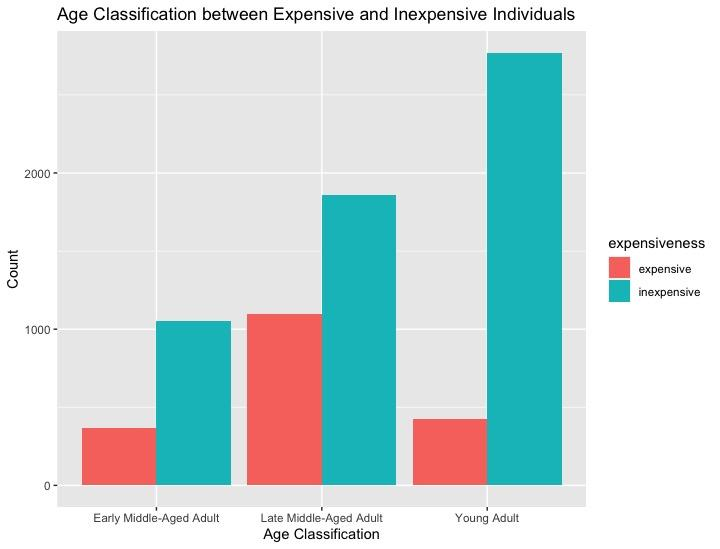 Age Classification between Expensive and Inexpensive Individuals
Count
2000
1000
0
Early Middle-Aged Adult
Late Middle-Aged Adult
Young Adult
Age Classification
expensiveness
expensive
inexpensive